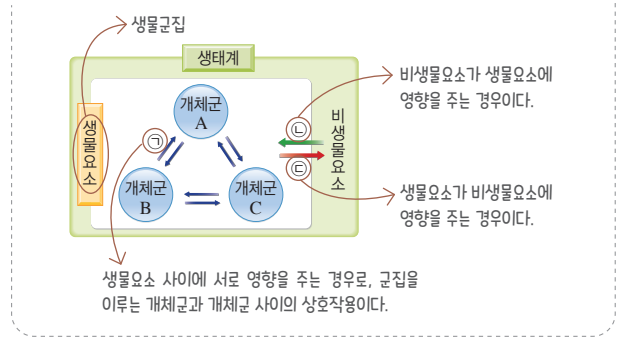 생물군집
생태계
비생물요소가 생물요소에
영향을 주는 경우이다.
개체군
A
생물요소
㉠
㉡
비생물요소
㉢
개체군
B
개체군
C
생물요소가 비생물요소에
영향을 주는 경우이다.
생물요소 사이에 서로 영향을 주는 경우로, 군집을
이루는 개체군과 개체군 사이의 상호작용이다.